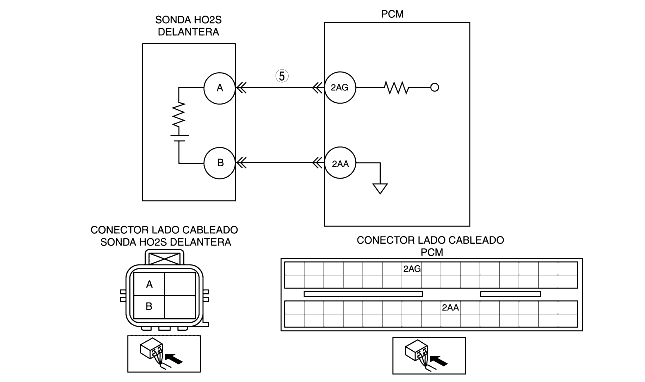 SONDA HO2S
DELANTERA
PCM
A
5
2AG
B
2AA
CONECTOR LADO CABLEADO
SONDA HO2S DELANTERA
A
B
CONECTOR LADO CABLEADO
PCM
2AG
2AA